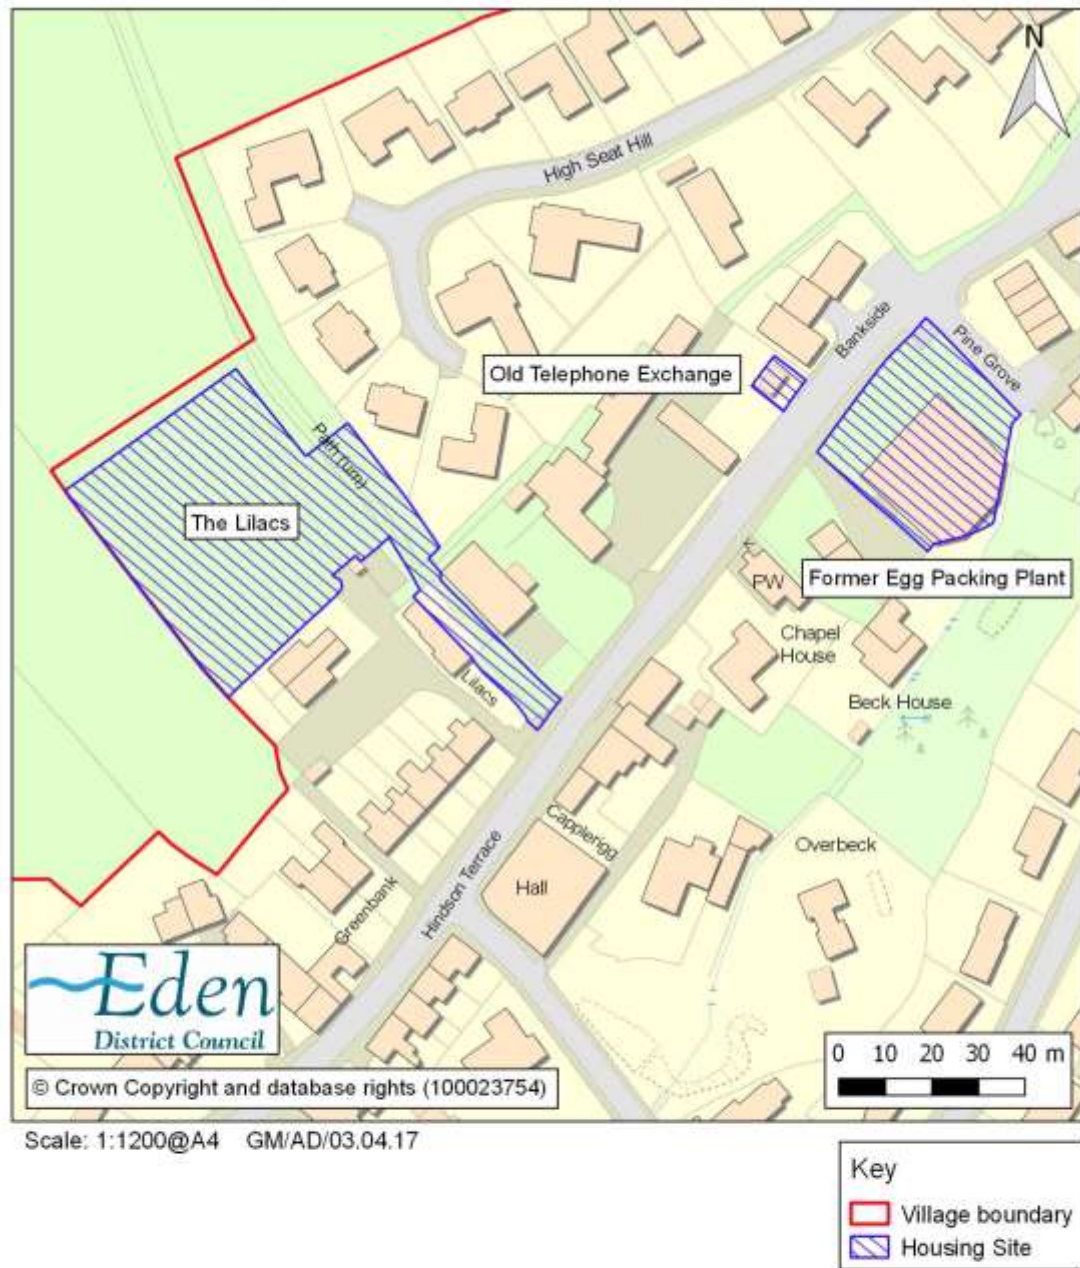 N
High Seat Hill
Old Telephone Exchange
Bankside
Pine Grove
Path (um)
The Lilacs
PW
Former Egg Packing Plant
Chapel
House
Lilacs
Beck House
Capplerigg
Overbeck
Hindson Terrace
Hall
Greenbank
Eden
District Council
0 10 20 30 40 m
© Crown Copyright and database rights (100023754)
Scale: 1:1200@A4 GM/AD/03.04.17
Key
Village boundary
Housing Site